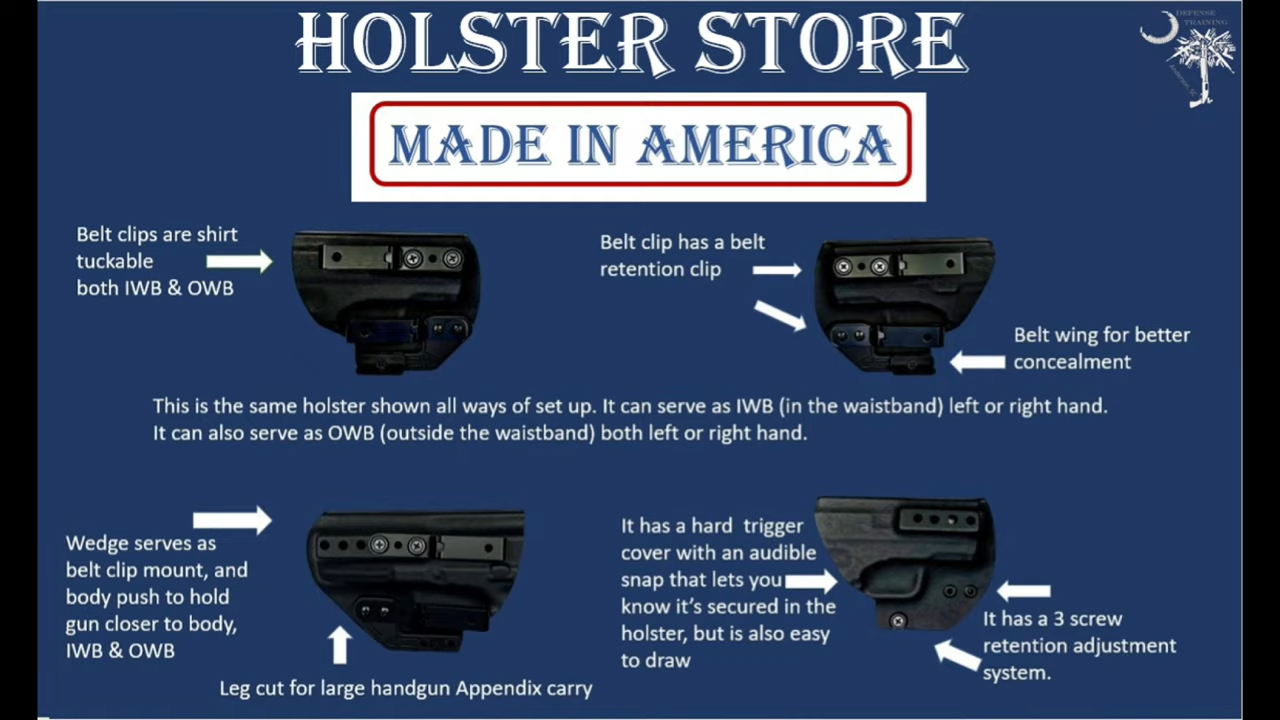 HOLSTER STORE
DEFENSE
TRAINING
Anderson, SC
MADE IN AMERICA
Belt clips are shirt
tuckable
both IWB & OWB
Belt clip has a belt
retention clip
Belt wing for better
concealment
This is the same holster shown all ways of set up. It can serve as IWB (in the waistband) left or right hand.
It can also serve as OWB (outside the waistband) both left or right hand.
Wedge serves as
belt clip mount, and
body push to hold
gun closer to body,
IWB & OWB
Leg cut for large handgun Appendix carry
It has a hard trigger
cover with an audible
snap that lets you
know it’s secured in the
holster, but is also easy
to draw
It has a 3 screw
retention adjustment
system.